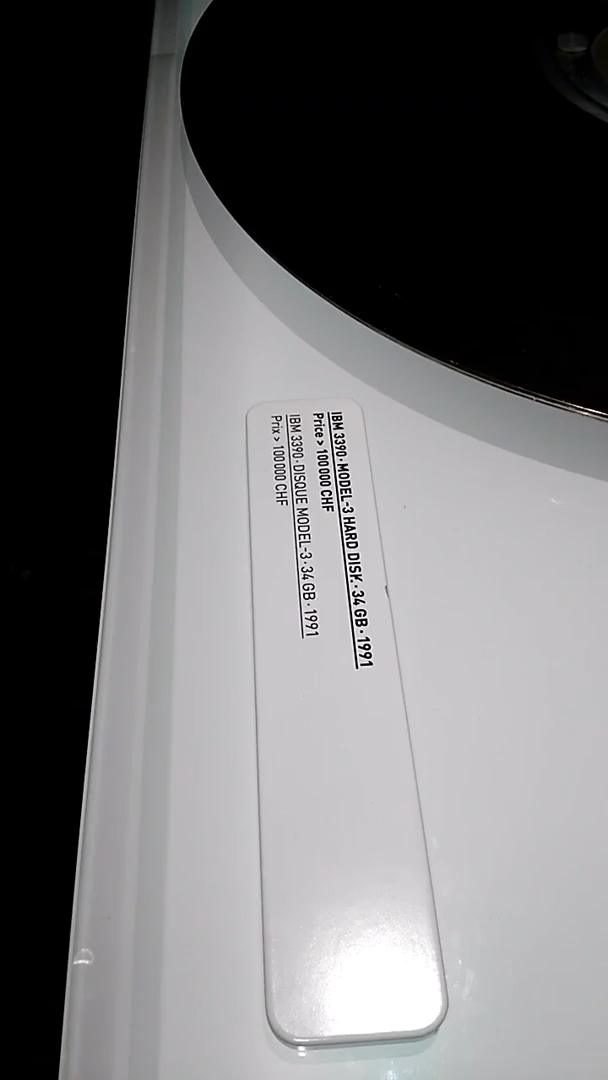 IBM 3390 · MODEL-3 HARD DISK · 34 GB · 1991
Price > 100 000 CHF
IBM 3390 · DISQUE MODEL-3 · 34 GB · 1991
Prix > 100 000 CHF